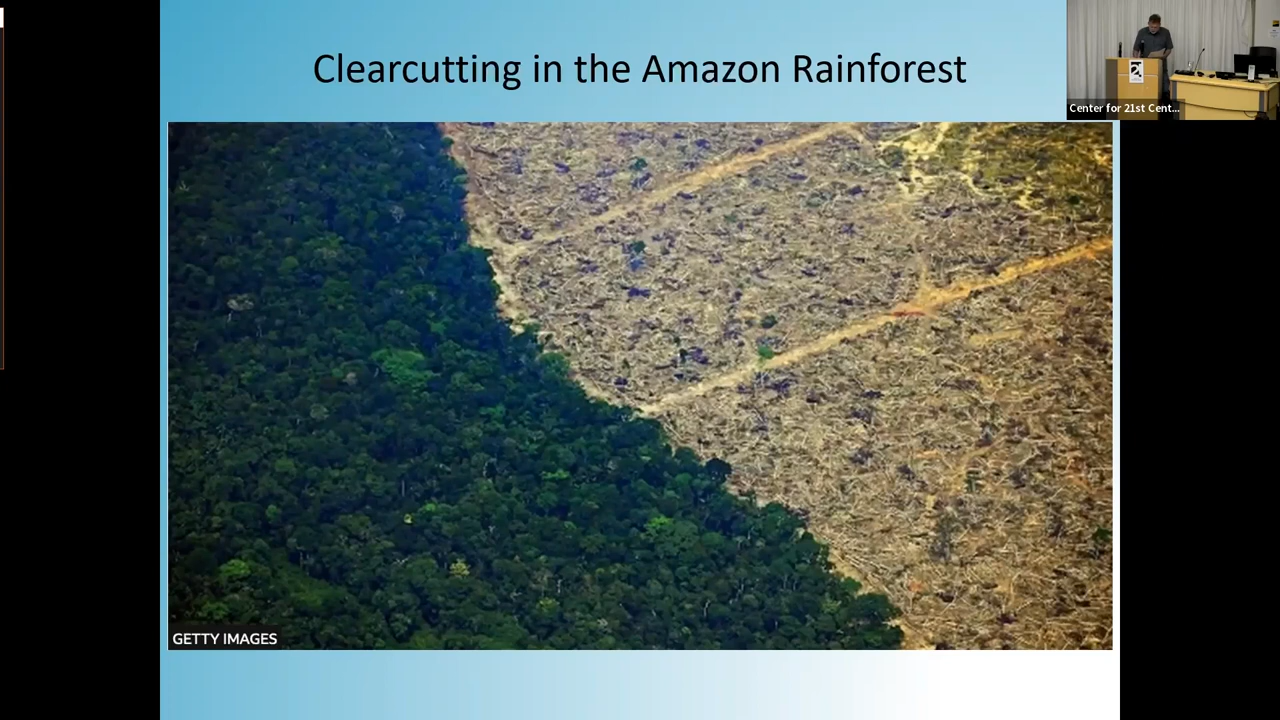 Clearcutting in the Amazon Rainforest
Center for 21st Cent...
GETTY IMAGES